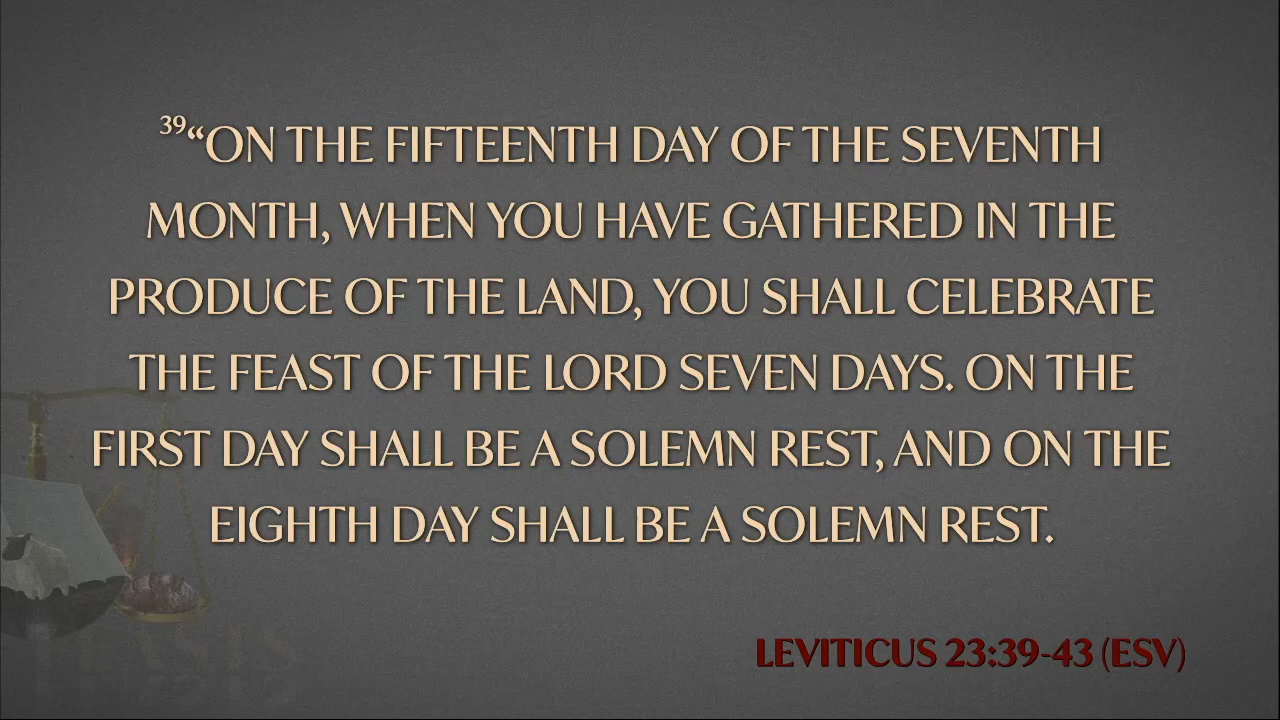 39“ON THE FIFTEENTH DAY OF THE SEVENTH
MONTH, WHEN YOU HAVE GATHERED IN THE
PRODUCE OF THE LAND, YOU SHALL CELEBRATE
THE FEAST OF THE LORD SEVEN DAYS. ON THE
FIRST DAY SHALL BE A SOLEMN REST, AND ON THE
EIGHTH DAY SHALL BE A SOLEMN REST.
LEVITICUS 23:39-43 (ESV)